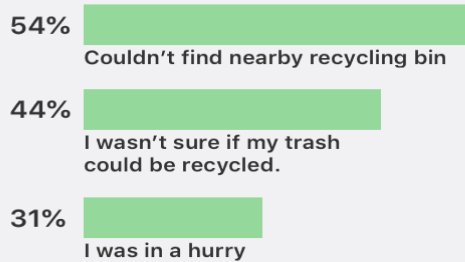 54%
Couldn't find nearby recycling bin
44%
I wasn't sure if my trash
could be recycled.
31%
I was in a hurry